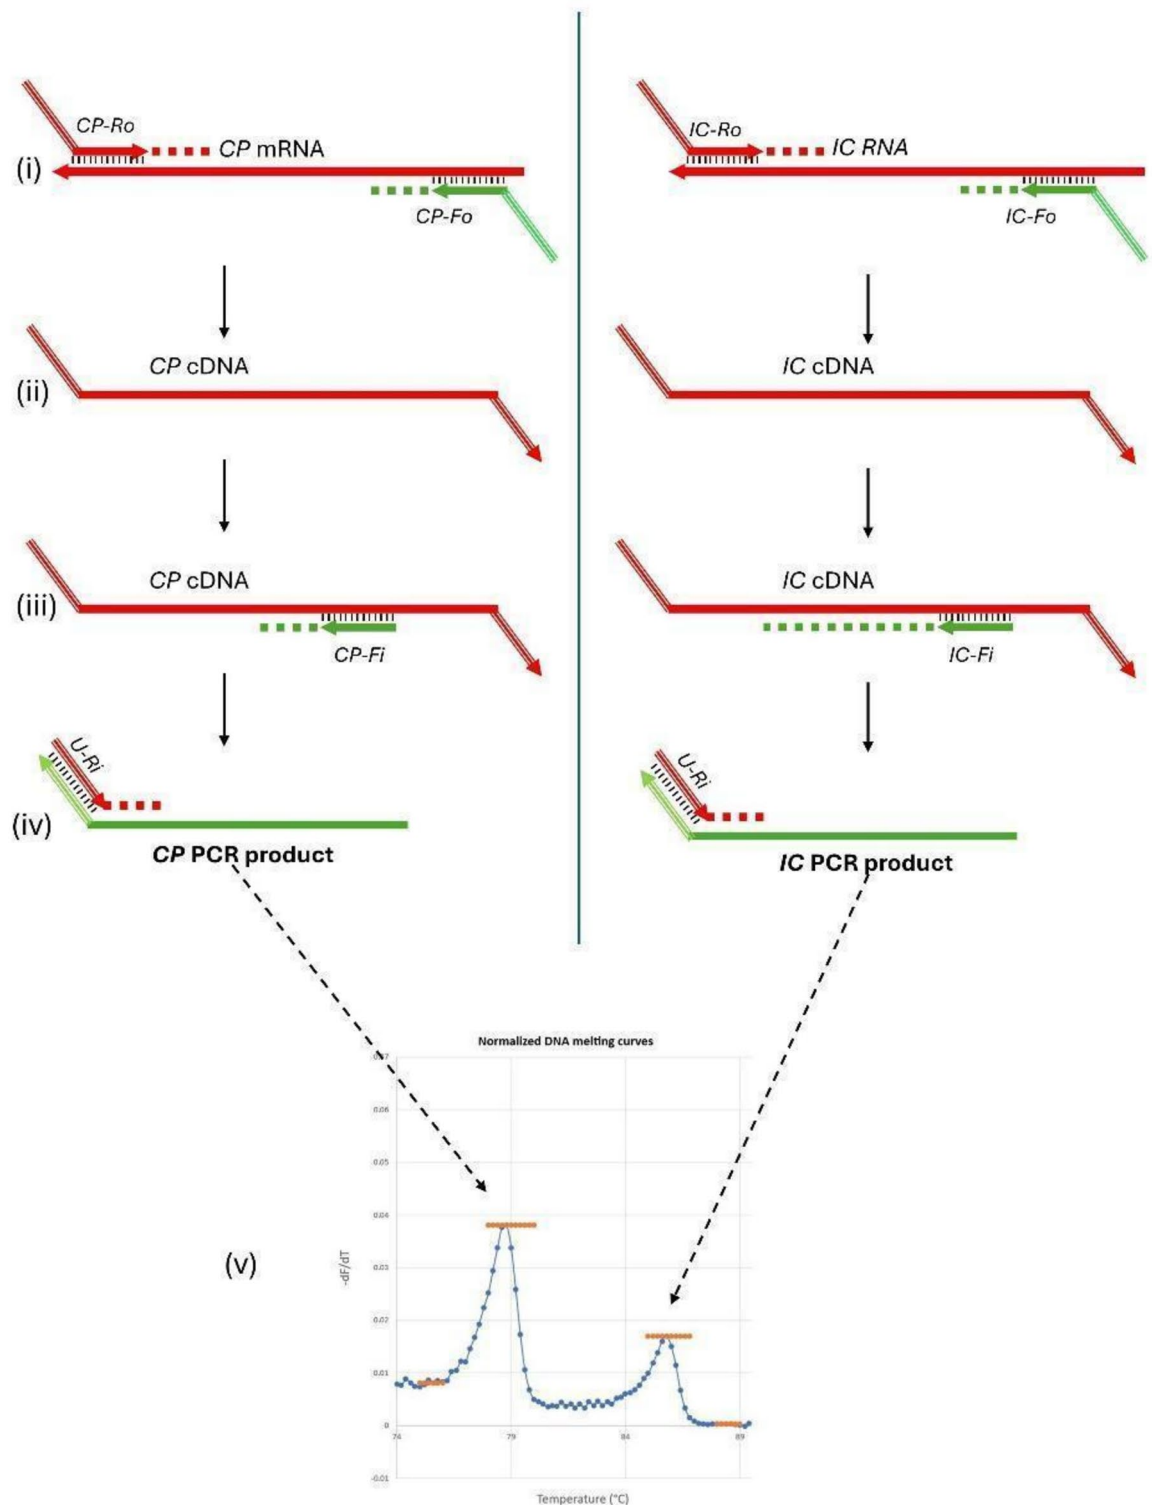 CP-Ro
CP mRNA
(i)
CP-Fo
IC-Ro
IC RNA
IC-Fo
CP cDNA
(ii)
IC cDNA
CP cDNA
(iii)
CP-Fi
IC cDNA
IC-Fi
U-Ri
(iv)
CP PCR product
U-Ri
IC PCR product
Normalized DNA melting curves
(v)
-dF/dT
0.07
0.06
0.05
0.04
0.03
0.02
0.01
0
-0.01
74
79
84
89
Temperature (°C)